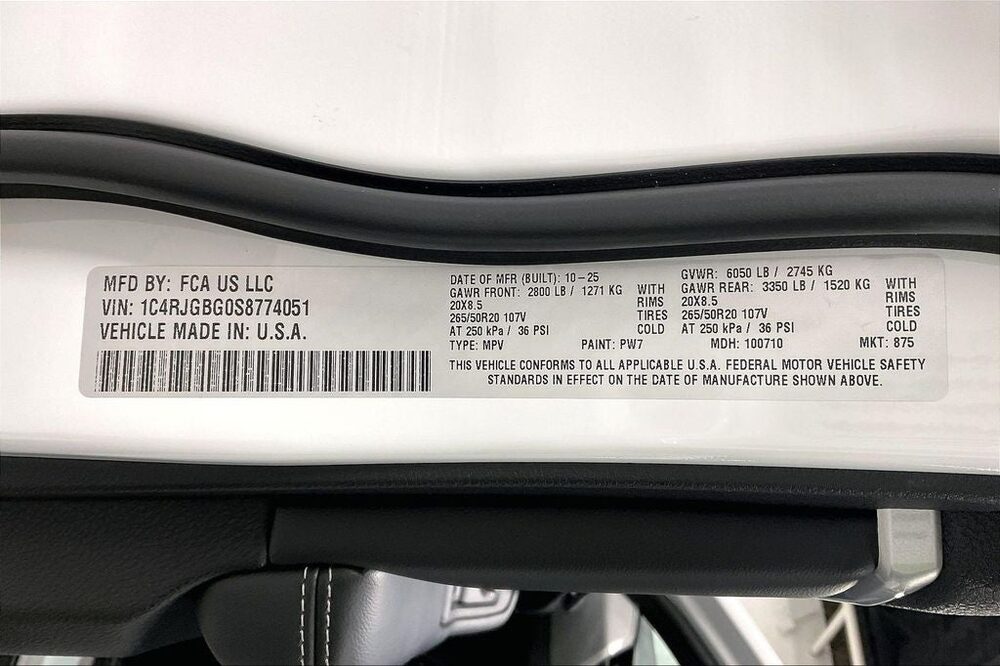 MFD BY: FCA US LLC
VIN: 1C4RJGBG0S8774051
VEHICLE MADE IN: U.S.A.
DATE OF MFR (BUILT): 10-25
GAWR FRONT: 2800 LB / 1271 KG WITH
20X8.5 RIMS
265/50R20 107V TIRES
AT 250 kPa / 36 PSI COLD
GVWR: 6050 LB / 2745 KG
GAWR REAR: 3350 LB / 1520 KG WITH
20X8.5 RIMS
265/50R20 107V TIRES
AT 250 kPa / 36 PSI COLD
TYPE: MPV PAINT: PW7 MDH: 100710 MKT: 875
THIS VEHICLE CONFORMS TO ALL APPLICABLE U.S.A. FEDERAL MOTOR VEHICLE SAFETY
STANDARDS IN EFFECT ON THE DATE OF MANUFACTURE SHOWN ABOVE.